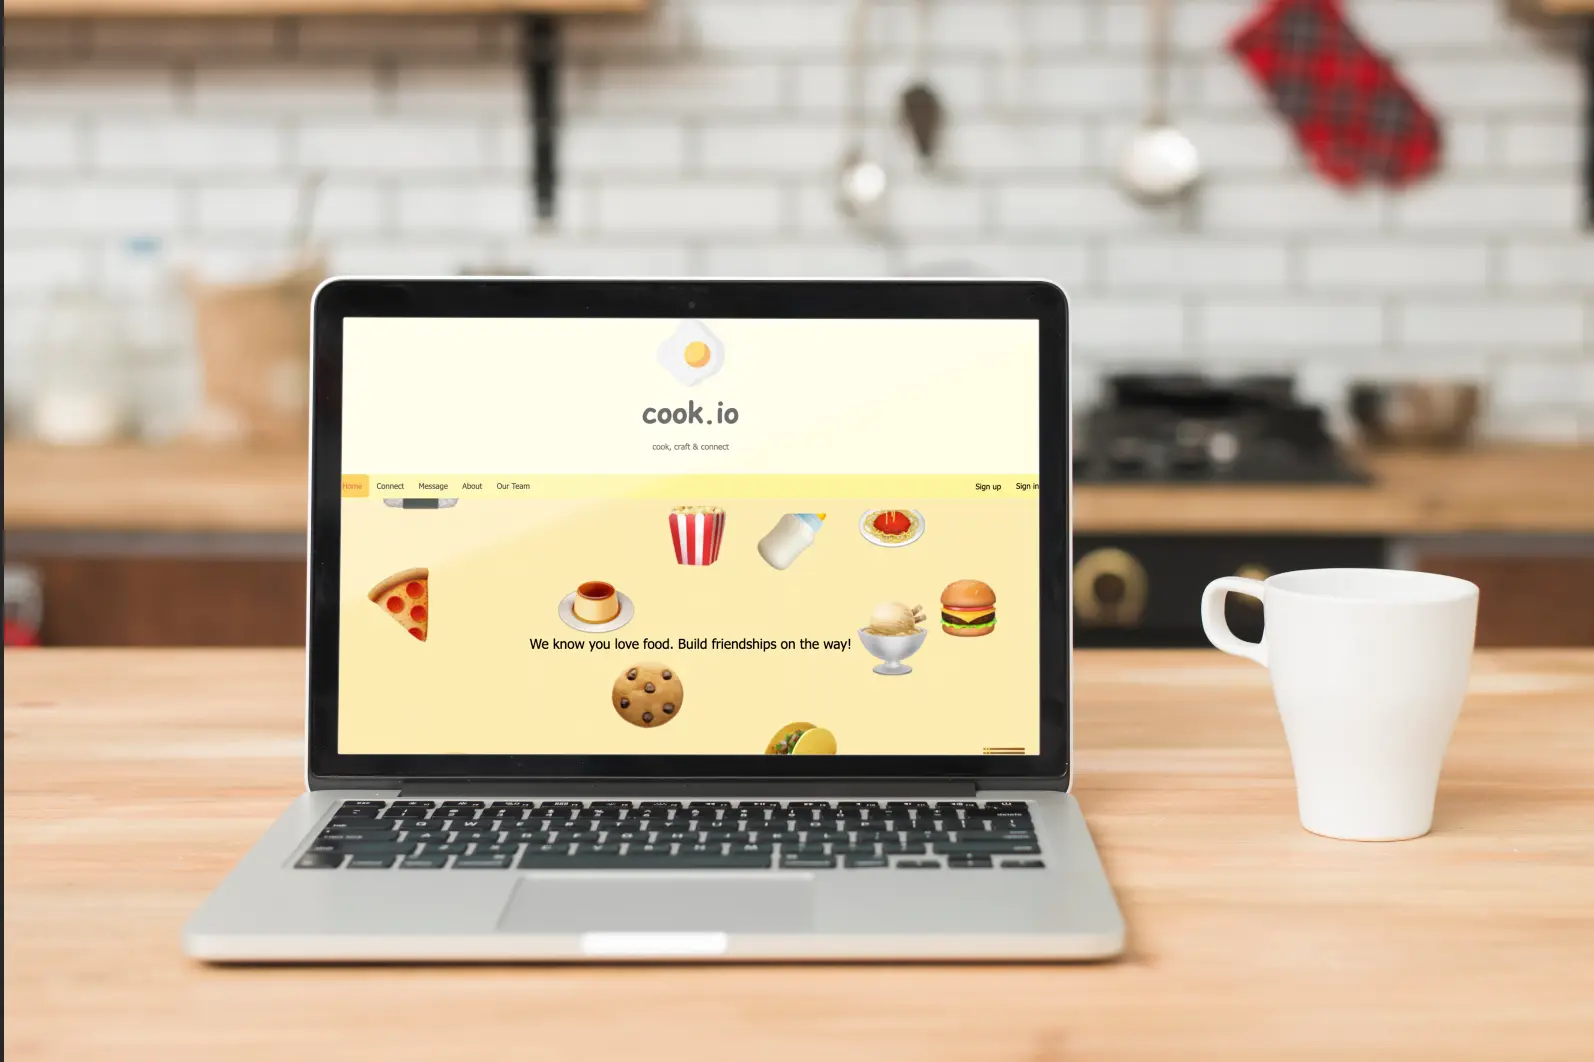 cook.io
cook, craft & connect
Home Connect Message About Our Team Sign up Sign in
We know you love food. Build friendships on the way!
delete